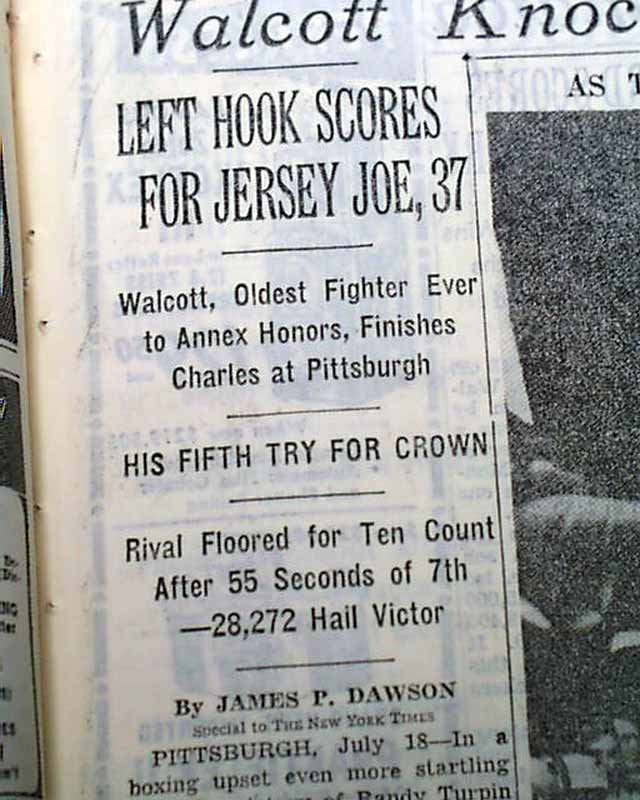 Walcott Knoc
AS T
LEFT HOOK SCORES
FOR JERSEY JOE, 37
Walcott, Oldest Fighter Ever
to Annex Honors, Finishes
Charles at Pittsburgh
HIS FIFTH TRY FOR CROWN
Rival Floored for Ten Count
After 55 Seconds of 7th
—28,272 Hail Victor
By JAMES P. DAWSON
Special to THE NEW YORK TIMES
PITTSBURGH, July 18—In a
boxing upset even more startling
of Randy Turpin